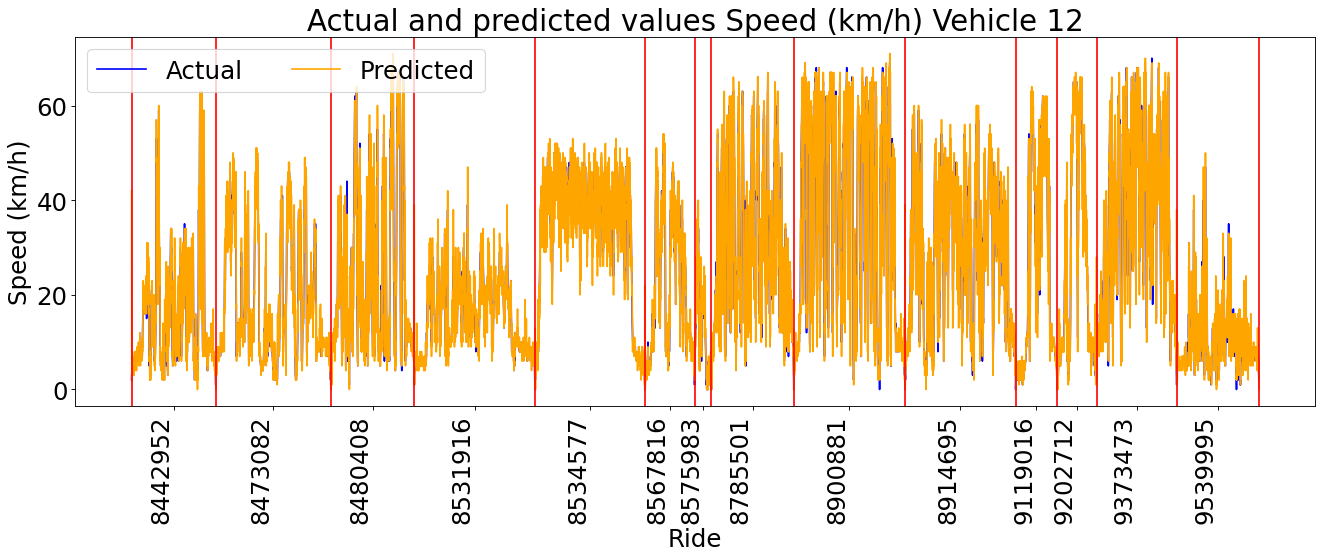 Actual and predicted values Speed (km/h) Vehicle 12
Actual Predicted
Speed (km/h)
60
40
20
0
8442952 8473082 8480408 8531916 8534577 8567816 8575983 8785501 8900881 8914695 9119016 9202712 9373473 9539995
Ride